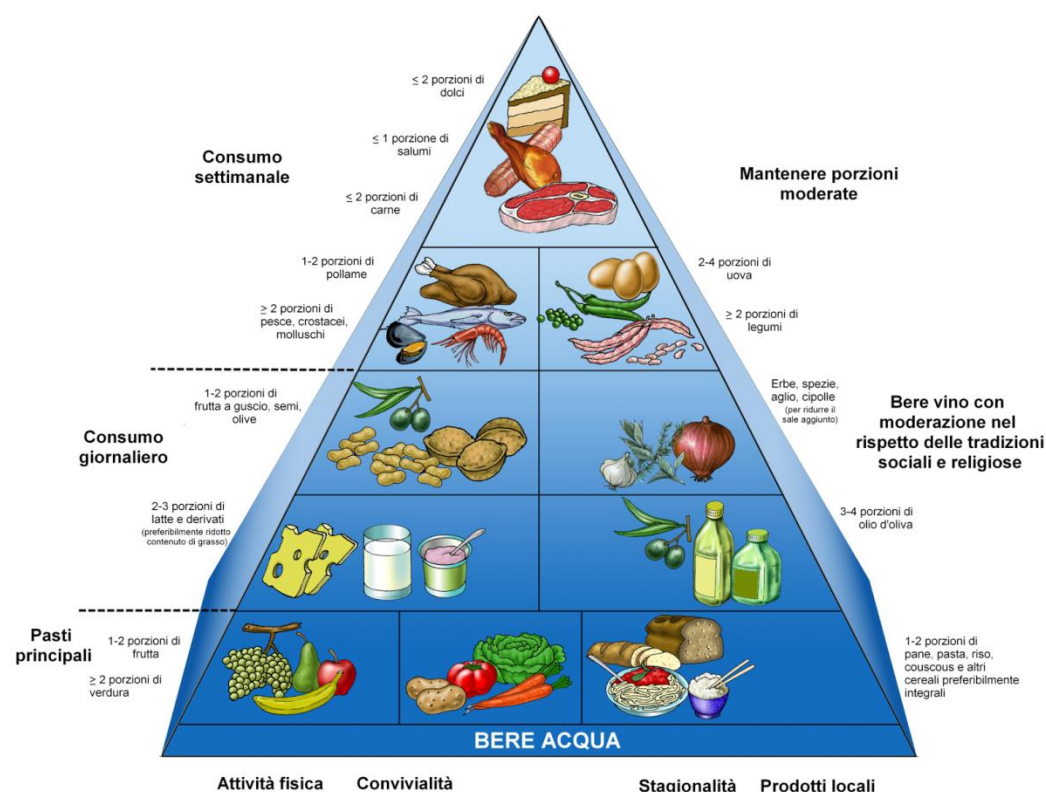 ≤ 2 porzioni di
dolci
≤ 1 porzione di
salumi
Consumo
settimanale
≤ 2 porzioni di
carne
Mantenere porzioni
moderate
1-2 porzioni di
pollame
2-4 porzioni di
uova
≥ 2 porzioni di
pesce, crostacei,
molluschi
≥ 2 porzioni di
legumi
1-2 porzioni di
frutta a guscio, semi,
olive
Erbe, spezie,
aglio, cipolle
(per ridurre il
sale aggiunto)
Consumo
giornaliero
Bere vino con
moderazione nel
rispetto delle tradizioni
sociali e religiose
2-3 porzioni di
latte e derivati
(preferibilmente ridotto
contenuto di grasso)
3-4 porzioni di
olio d'oliva
Pasti
principali
1-2 porzioni di
frutta
≥ 2 porzioni di
verdura
1-2 porzioni di
pane, pasta, riso,
couscous e altri
cereali preferibilmente
integrali
BERE ACQUA
Attività fisica
Convivialità
Stagionalità
Prodotti locali